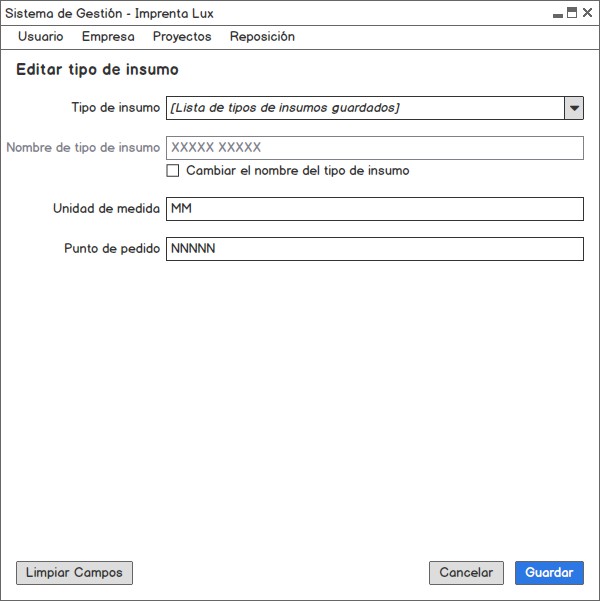 Sistema de Gestión - Imprenta Lux
Usuario Empresa Proyectos Reposición
Editar tipo de insumo
Tipo de insumo [Lista de tipos de insumos guardados]
Nombre de tipo de insumo XXXXX XXXXX
Cambiar el nombre del tipo de insumo
Unidad de medida MM
Punto de pedido NNNNN
Limpiar Campos Cancelar Guardar